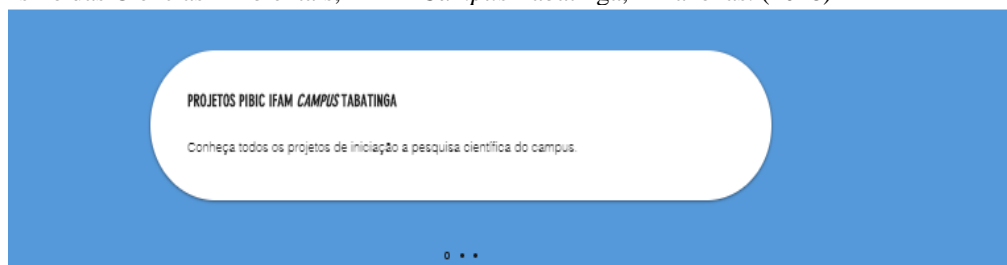 PROJETOS PIBIC IFAM CAMPUS TABATINGA
Conheça todos os projetos de iniciação a pesquisa científica do campus.